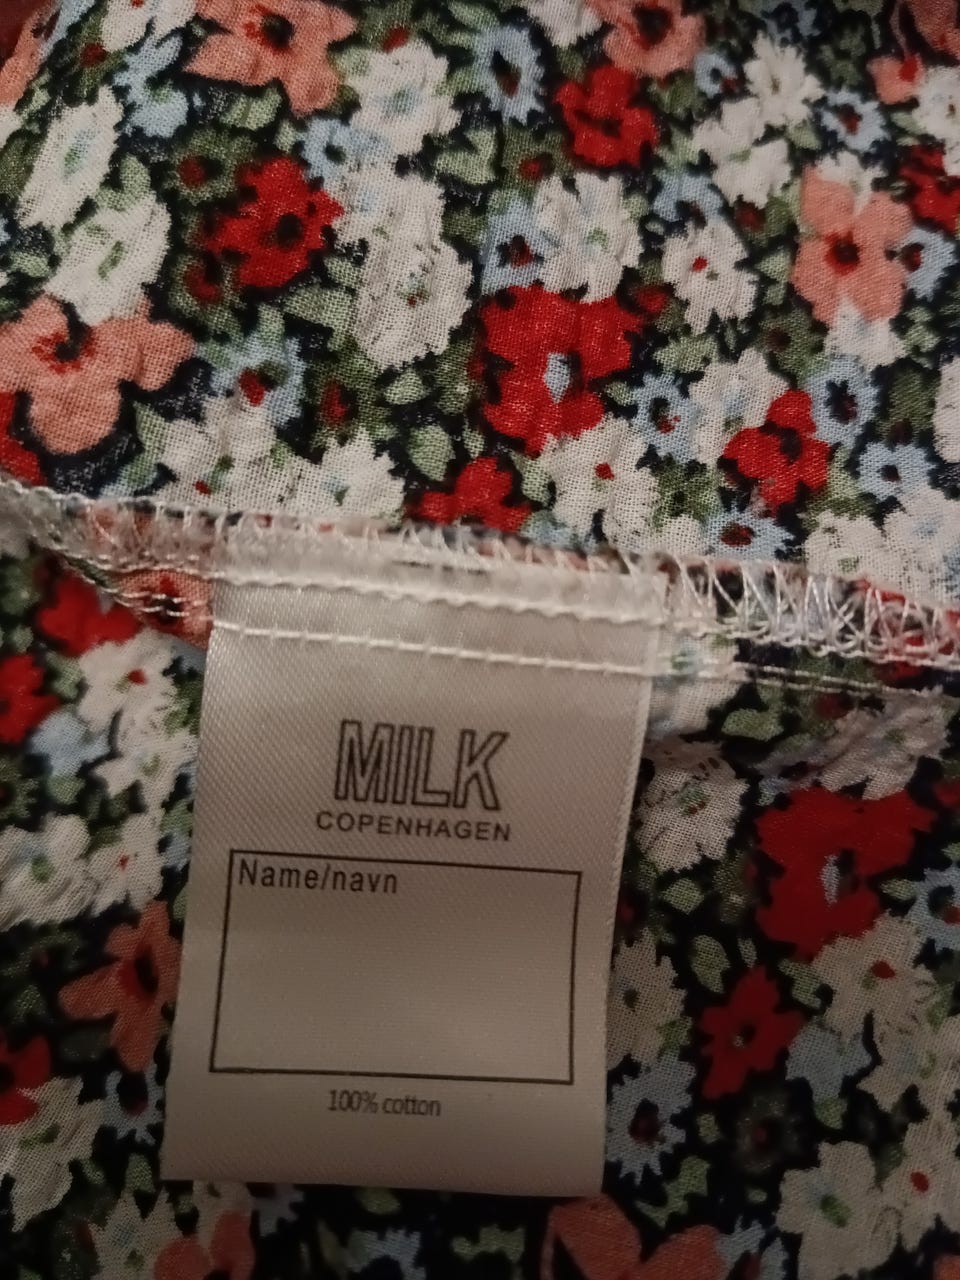 MILK
COPENHAGEN
Name/navn
100% cotton